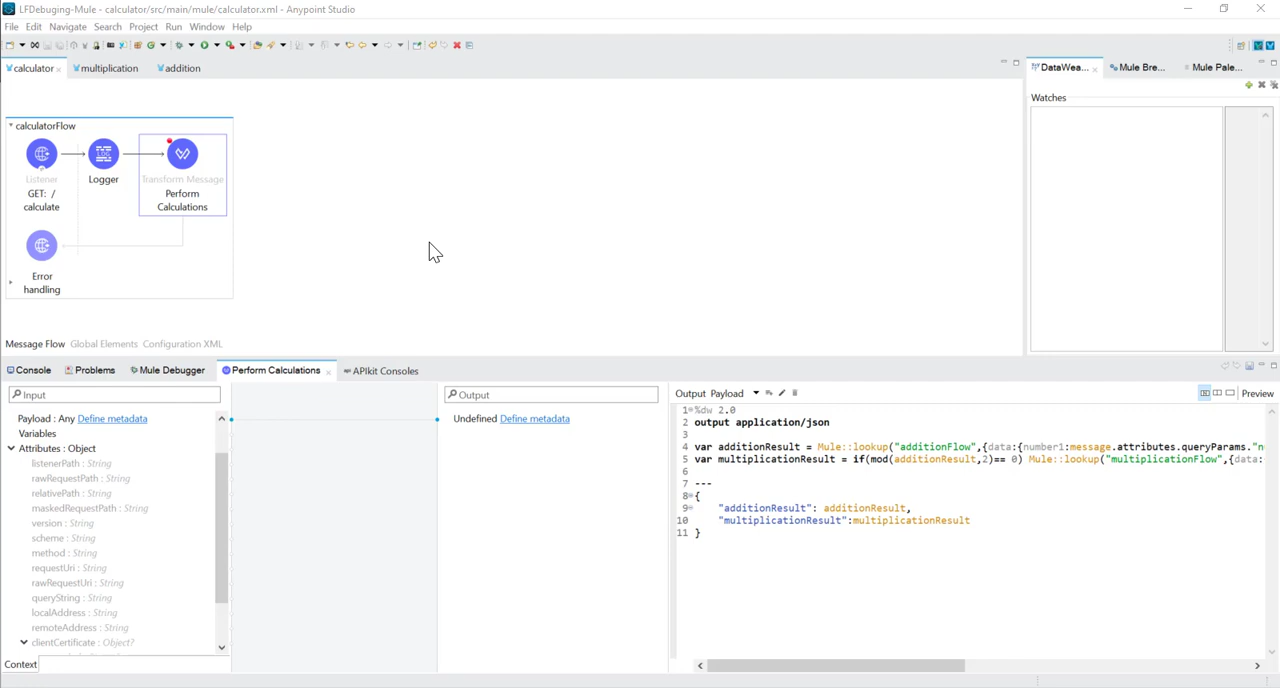 LFDebuging-Mule - calculator/src/main/mule/calculator.xml - Anypoint Studio
File Edit Navigate Search Project Run Window Help
calculator multiplication addition
DataWea... Mule Bre... Mule Pale...
Watches
calculatorFlow
LOG
Listener Logger Transform Message
GET: / calculate
Perform Calculations
Error handling
Message Flow Global Elements Configuration XML
Console Problems Mule Debugger Perform Calculations APIkit Consoles
Input
Payload : Any Define metadata
Variables
Attributes : Object
listenerPath : String
rawRequestPath : String
relativePath : String
maskedRequestPath : String
version : String
scheme : String
method : String
requestUri : String
rawRequestUri : String
queryString : String
localAddress : String
remoteAddress : String
clientCertificate : Object?
Context
Output
Undefined Define metadata
Output Payload Preview
1 %dw 2.0
2 output application/json
3
4 var additionResult = Mule::lookup("additionFlow",{data:{number1:message.attributes.queryParams."n
5 var multiplicationResult = if(mod(additionResult,2)== 0) Mule::lookup("multiplicationFlow",{data:
6
7 ---
8 {
9 "additionResult": additionResult,
10 "multiplicationResult":multiplicationResult
11 }